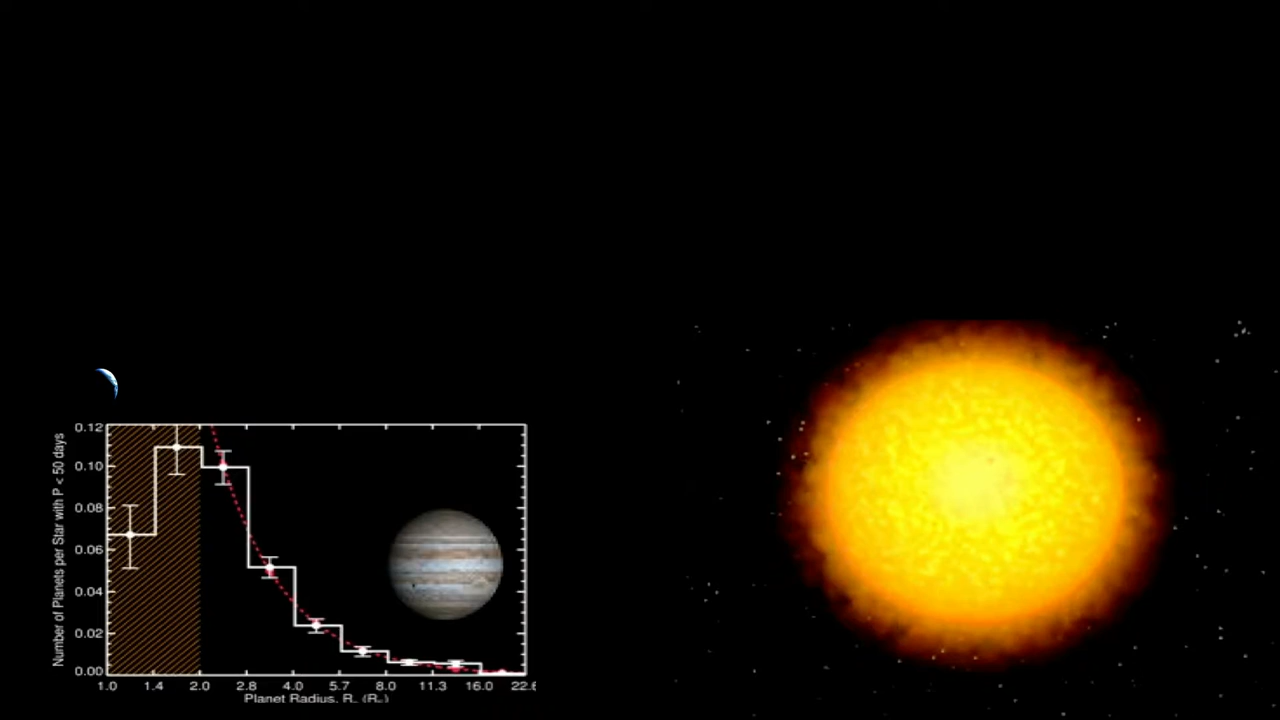 Number of Planets per Star with P < 50 days
0.12
0.10
0.08
0.06
0.04
0.02
0.00
1.0 1.4 2.0 2.8 4.0 5.7 8.0 11.3 16.0 22.6
Planet Radius, R